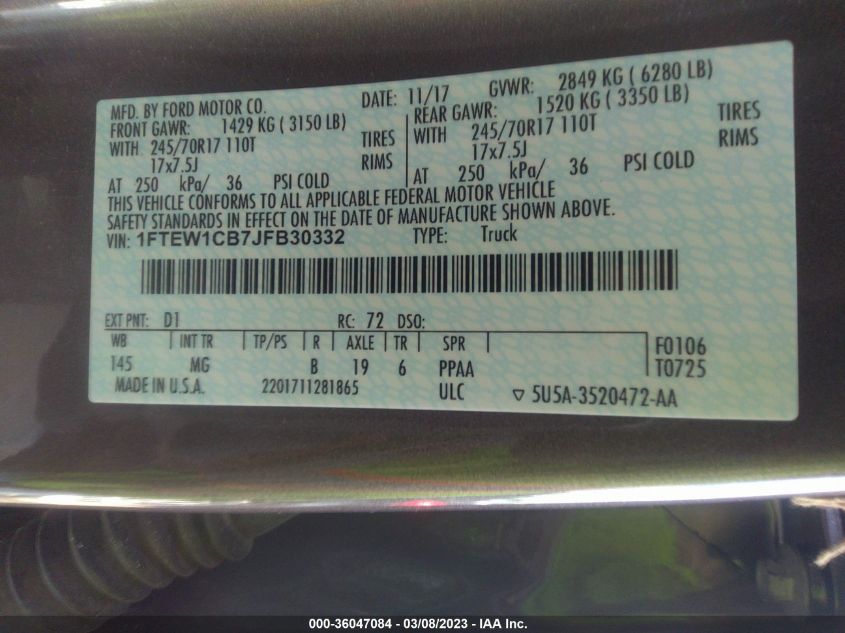 MFD. BY FORD MOTOR CO. DATE: 11/17 GVWR: 2849 KG ( 6280 LB)
FRONT GAWR: 1429 KG ( 3150 LB) REAR GAWR: 1520 KG ( 3350 LB)
WITH 245/70R17 110T TIRES WITH 245/70R17 110T TIRES
17x7.5J RIMS 17x7.5J RIMS
AT 250 kPa/ 36 PSI COLD AT 250 kPa/ 36 PSI COLD
THIS VEHICLE CONFORMS TO ALL APPLICABLE FEDERAL MOTOR VEHICLE
SAFETY STANDARDS IN EFFECT ON THE DATE OF MANUFACTURE SHOWN ABOVE.
VIN: 1FTEW1CB7JFB30332 TYPE: Truck
EXT PNT: D1 RC: 72 DSO:
WB INT TR TP/PS R AXLE TR SPR F0106
145 MG B 19 6 PPAA T0725
MADE IN U.S.A. 2201711281865 ULC ▽ 5U5A-3520472-AA
000-36047084 - 03/08/2023 - IAA Inc.